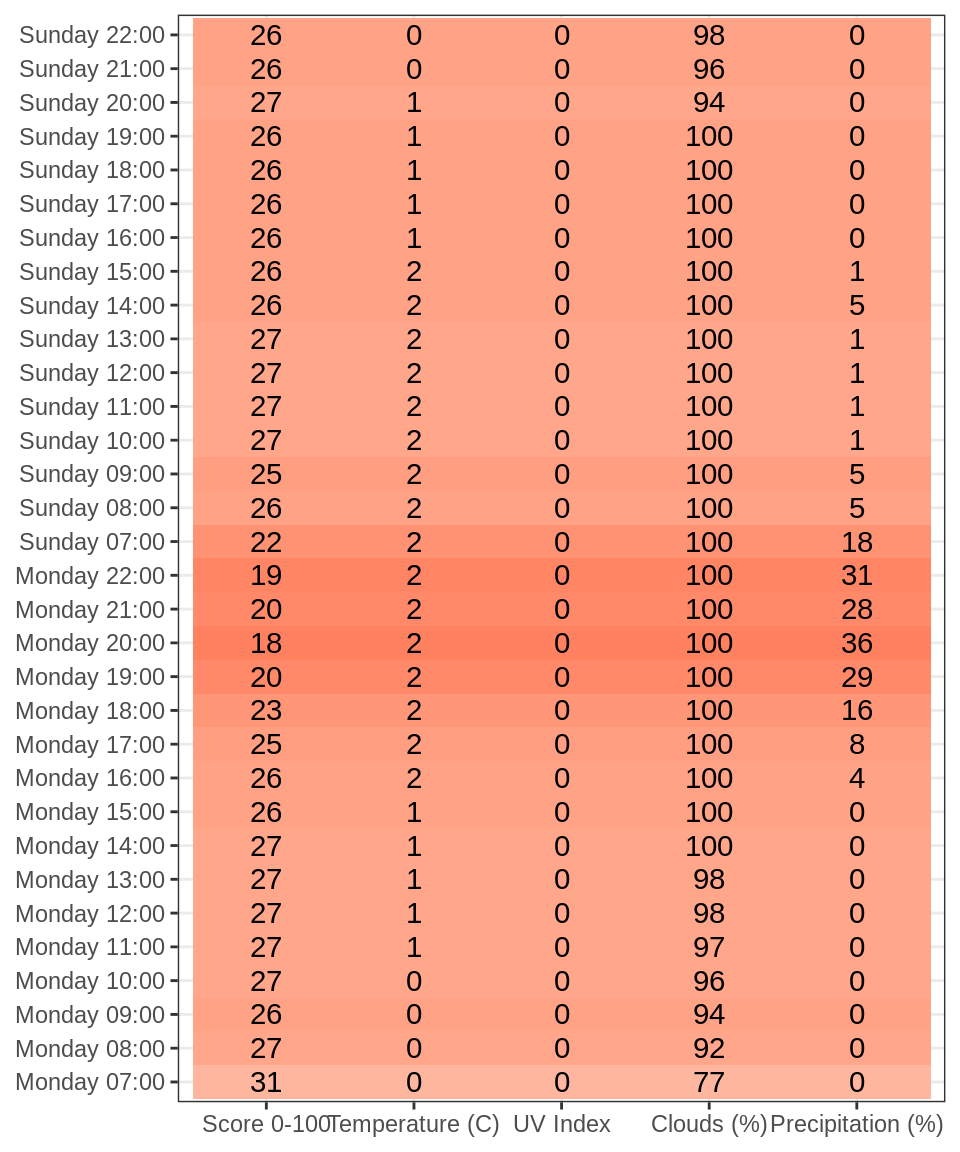 Sunday 22:00 26 0 0 98 0
Sunday 21:00 26 0 0 96 0
Sunday 20:00 27 1 0 94 0
Sunday 19:00 26 1 0 100 0
Sunday 18:00 26 1 0 100 0
Sunday 17:00 26 1 0 100 0
Sunday 16:00 26 1 0 100 0
Sunday 15:00 26 2 0 100 1
Sunday 14:00 26 2 0 100 5
Sunday 13:00 27 2 0 100 1
Sunday 12:00 27 2 0 100 1
Sunday 11:00 27 2 0 100 1
Sunday 10:00 27 2 0 100 1
Sunday 09:00 25 2 0 100 5
Sunday 08:00 26 2 0 100 5
Sunday 07:00 22 2 0 100 18
Monday 22:00 19 2 0 100 31
Monday 21:00 20 2 0 100 28
Monday 20:00 18 2 0 100 36
Monday 19:00 20 2 0 100 29
Monday 18:00 23 2 0 100 16
Monday 17:00 25 2 0 100 8
Monday 16:00 26 2 0 100 4
Monday 15:00 26 1 0 100 0
Monday 14:00 27 1 0 100 0
Monday 13:00 27 1 0 98 0
Monday 12:00 27 1 0 98 0
Monday 11:00 27 1 0 97 0
Monday 10:00 27 0 0 96 0
Monday 09:00 26 0 0 94 0
Monday 08:00 27 0 0 92 0
Monday 07:00 31 0 0 77 0
Score 0-100 Temperature (C) UV Index Clouds (%) Precipitation (%)